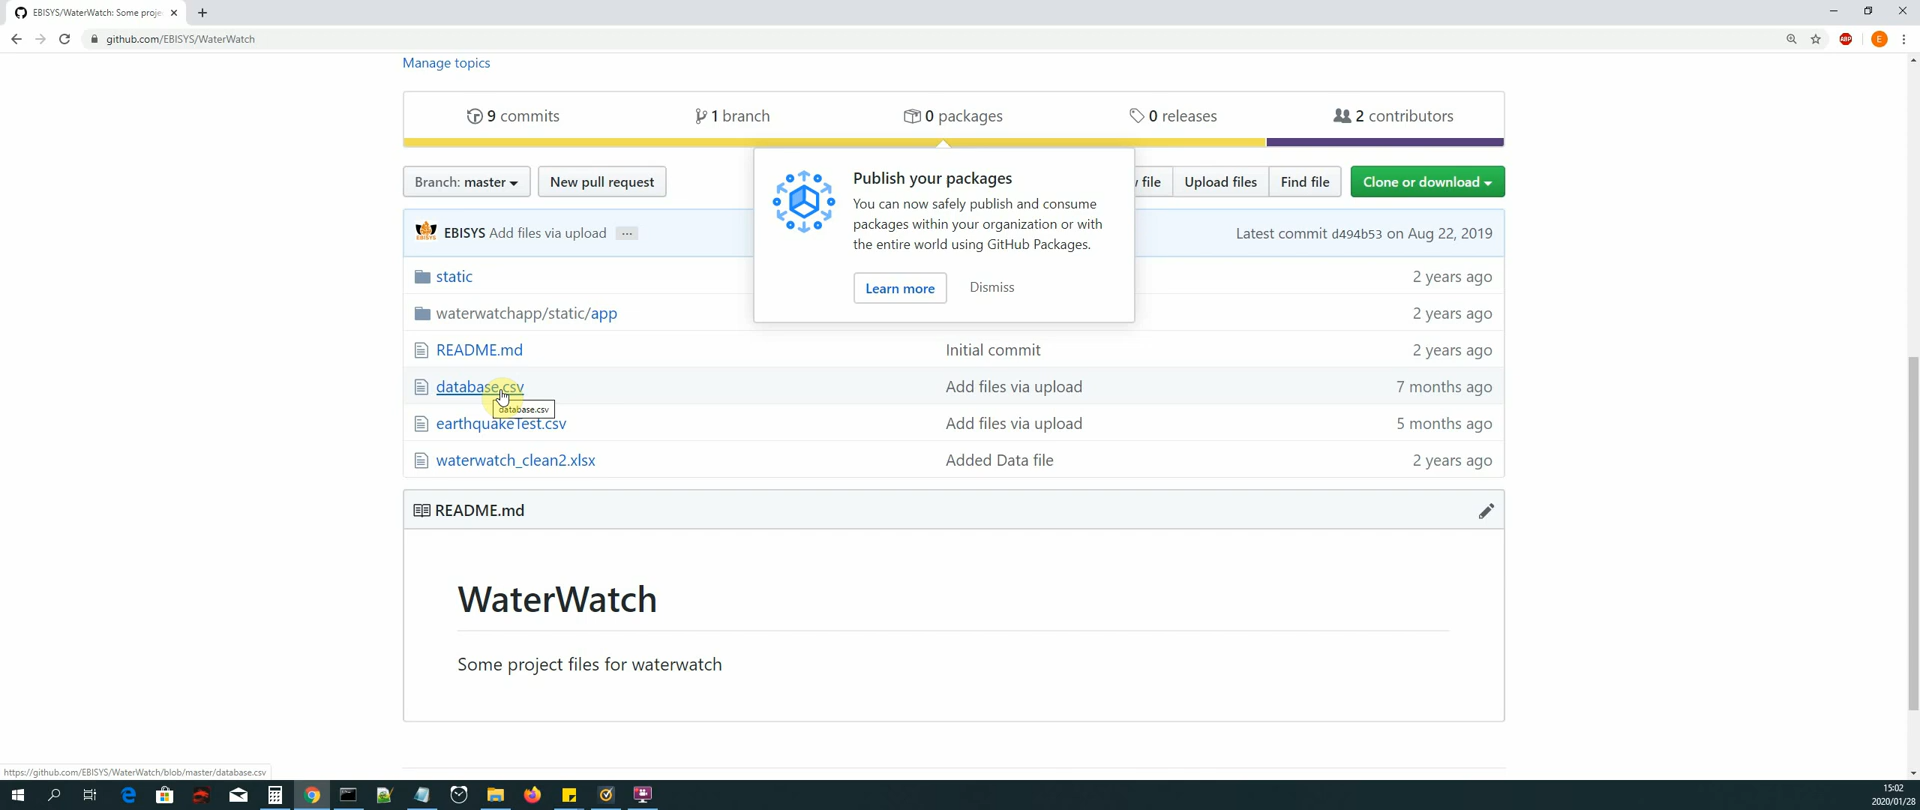 EBISYS/WaterWatch: Some proje
github.com/EBISYS/WaterWatch
ABP
E
Manage topics
9 commits
1 branch
0 packages
0 releases
2 contributors
Branch: master
New pull request
file
Upload files
Find file
Clone or download
Publish your packages
You can now safely publish and consume
packages within your organization or with
the entire world using GitHub Packages.
Learn more
Dismiss
EBISYS Add files via upload ...
Latest commit d494b53 on Aug 22, 2019
static
2 years ago
waterwatchapp/static/app
2 years ago
README.md
Initial commit
2 years ago
database.csv
Add files via upload
7 months ago
database.csv
earthquakeTest.csv
Add files via upload
5 months ago
waterwatch_clean2.xlsx
Added Data file
2 years ago
README.md
WaterWatch
Some project files for waterwatch
https://github.com/EBISYS/WaterWatch/blob/master/database.csv
15:02
2020/01/28